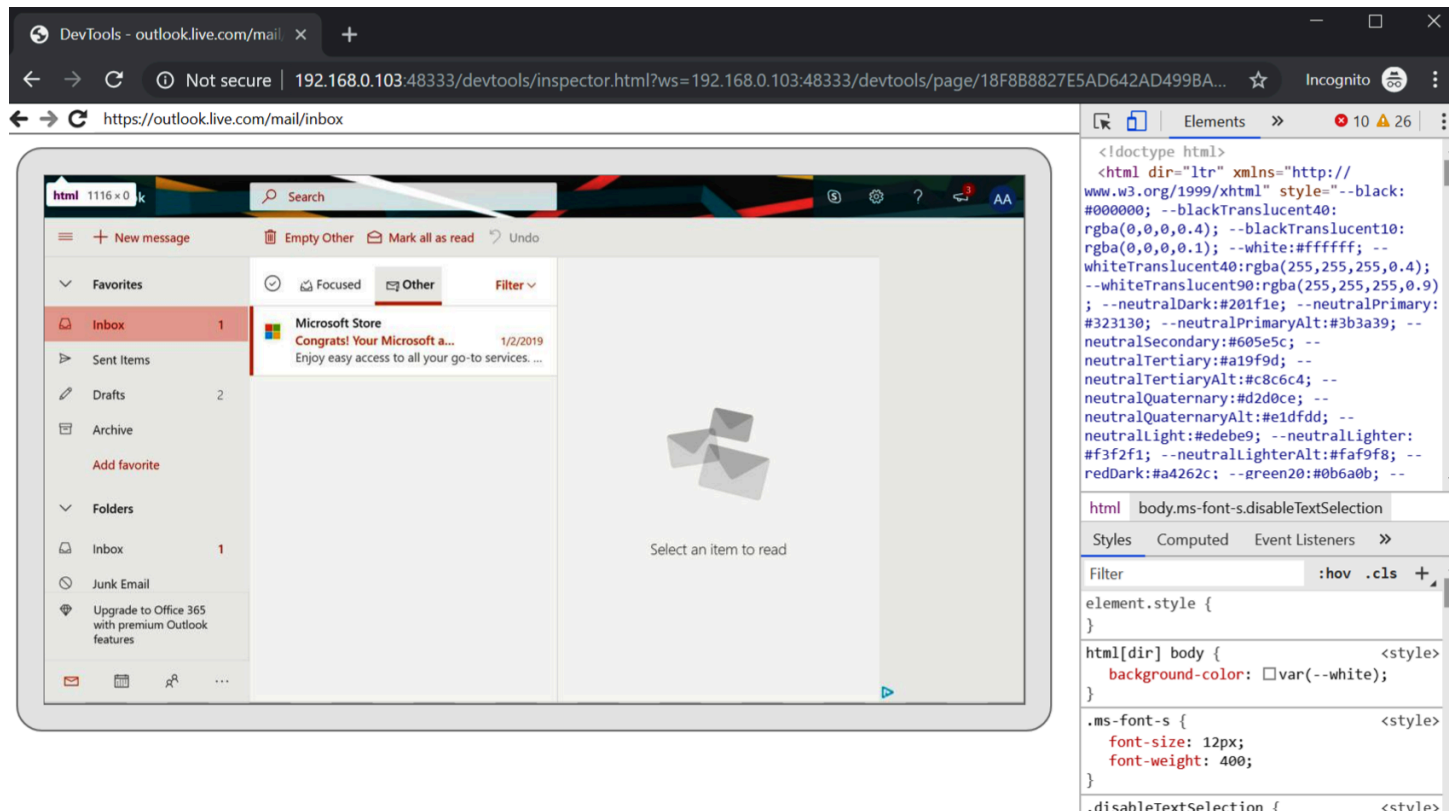 DevTools - outlook.live.com/mail/
Not secure | 192.168.0.103:48333/devtools/inspector.html?ws=192.168.0.103:48333/devtools/page/18F8B8827E5AD642AD499BA...
Incognito
https://outlook.live.com/mail/inbox
html 1116 × 0 k
Search
3
AA
New message
Empty Other
Mark all as read
Undo
Favorites
Focused
Other
Filter
Inbox 1
Microsoft Store
Congrats! Your Microsoft a... 1/2/2019
Enjoy easy access to all your go-to services. ...
Sent Items
Drafts 2
Archive
Add favorite
Folders
Inbox 1
Junk Email
Upgrade to Office 365
with premium Outlook
features
Select an item to read
Elements » 10 26
<!doctype html>
<html dir="ltr" xmlns="http://
www.w3.org/1999/xhtml" style="--black:
#000000; --blackTranslucent40:
rgba(0,0,0,0.4); --blackTranslucent10:
rgba(0,0,0,0.1); --white:#ffffff; --
whiteTranslucent40:rgba(255,255,255,0.4);
--whiteTranslucent90:rgba(255,255,255,0.9)
; --neutralDark:#201f1e; --neutralPrimary:
#323130; --neutralPrimaryAlt:#3b3a39; --
neutralSecondary:#605e5c; --
neutralTertiary:#a19f9d; --
neutralTertiaryAlt:#c8c6c4; --
neutralQuaternary:#d2d0ce; --
neutralQuaternaryAlt:#e1dfdd; --
neutralLight:#edebe9; --neutralLighter:
#f3f2f1; --neutralLighterAlt:#faf9f8; --
redDark:#a4262c; --green20:#0b6a0b; --
html body.ms-font-s.disableTextSelection
Styles Computed Event Listeners »
Filter :hov .cls +
element.style {
}
html[dir] body { <style>
background-color: var(--white);
}
.ms-font-s { <style>
font-size: 12px;
font-weight: 400;
}
.disableTextSelection { <style>